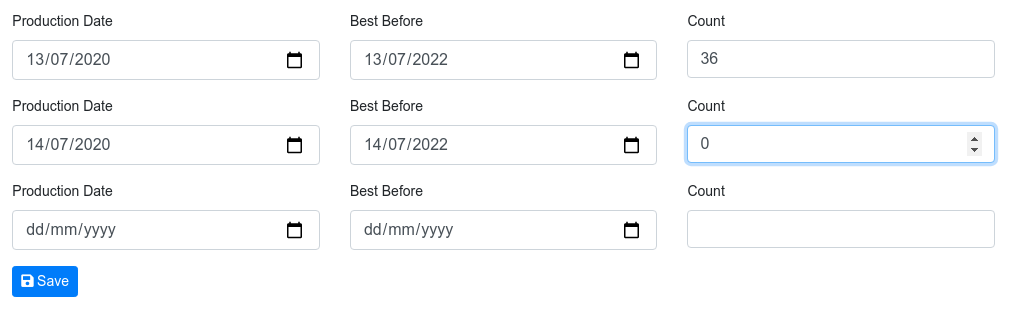 Production Date Best Before Count
13/07/2020 13/07/2022 36
Production Date Best Before Count
14/07/2020 14/07/2022 0
Production Date Best Before Count
dd/mm/yyyy dd/mm/yyyy
Save